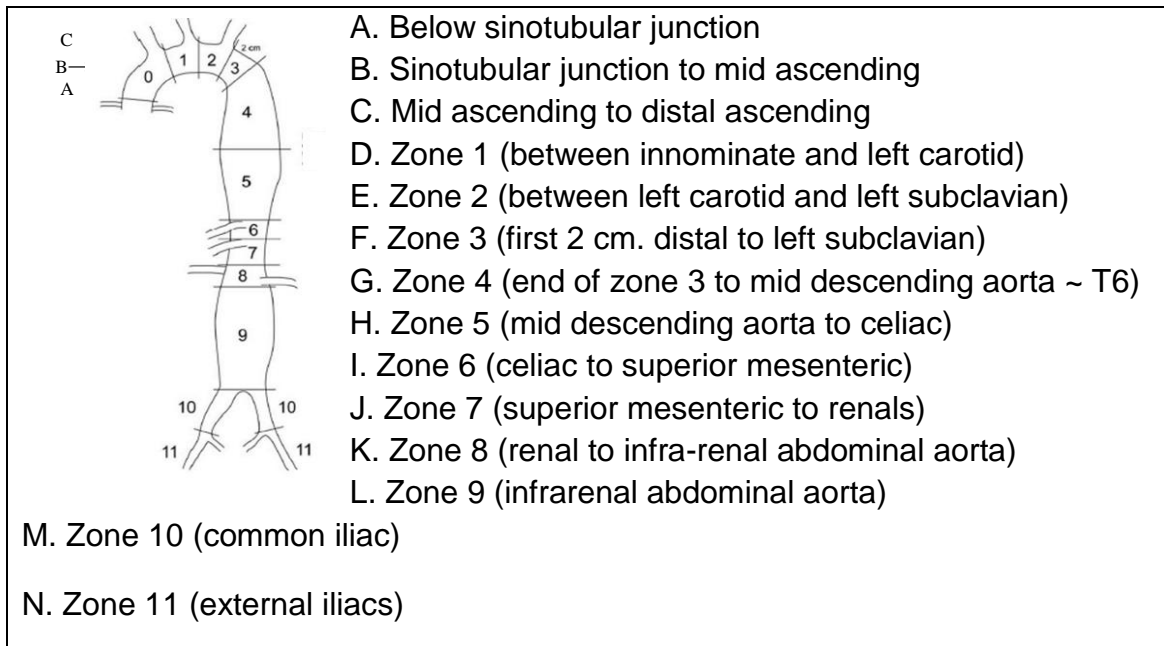 C
B—
A
0
1
2
2 cm
3
4
5
6
7
8
9
10
10
11
11
A. Below sinotubular junction
B. Sinotubular junction to mid ascending
C. Mid ascending to distal ascending
D. Zone 1 (between innominate and left carotid)
E. Zone 2 (between left carotid and left subclavian)
F. Zone 3 (first 2 cm. distal to left subclavian)
G. Zone 4 (end of zone 3 to mid descending aorta ~ T6)
H. Zone 5 (mid descending aorta to celiac)
I. Zone 6 (celiac to superior mesenteric)
J. Zone 7 (superior mesenteric to renals)
K. Zone 8 (renal to infra-renal abdominal aorta)
L. Zone 9 (infrarenal abdominal aorta)
M. Zone 10 (common iliac)
N. Zone 11 (external iliacs)